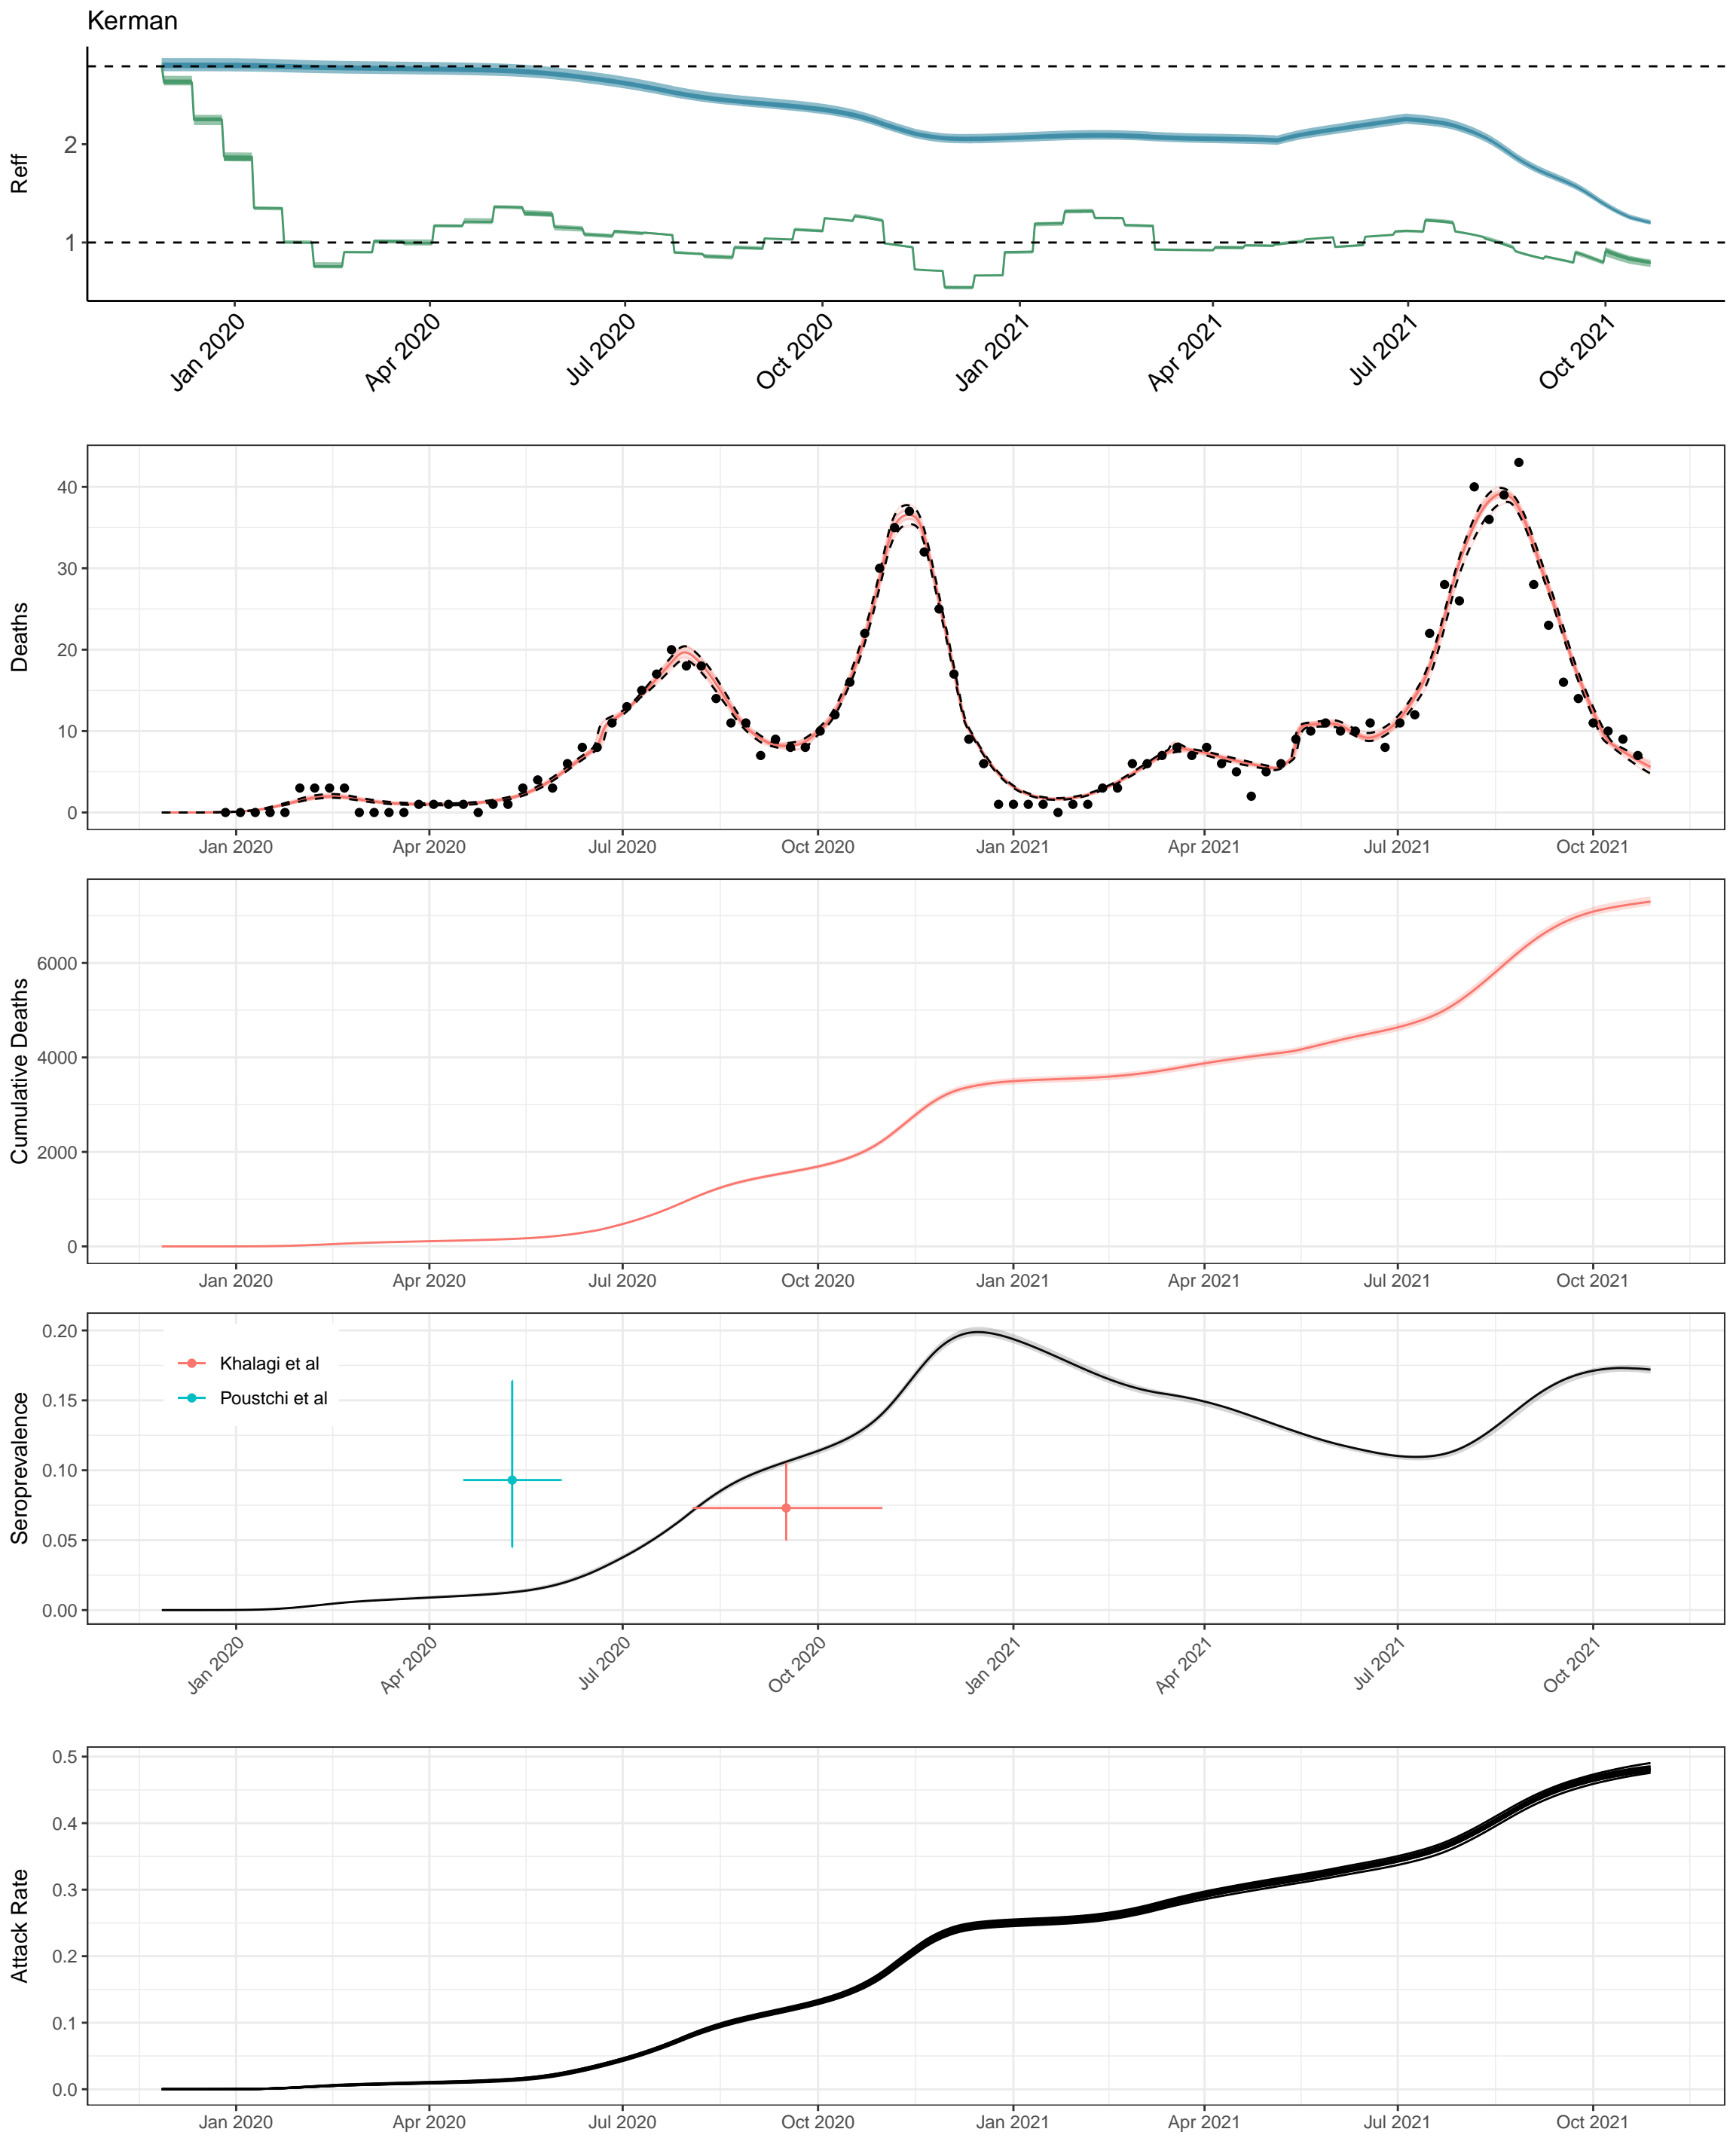 Kerman
Reff
2
1
Jan 2020
Apr 2020
Jul 2020
Oct 2020
Jan 2021
Apr 2021
Jul 2021
Oct 2021
Deaths
40
30
20
10
0
Jan 2020
Apr 2020
Jul 2020
Oct 2020
Jan 2021
Apr 2021
Jul 2021
Oct 2021
Cumulative Deaths
6000
4000
2000
0
Jan 2020
Apr 2020
Jul 2020
Oct 2020
Jan 2021
Apr 2021
Jul 2021
Oct 2021
Seroprevalence
0.20
0.15
0.10
0.05
0.00
Khalagi et al
Poustchi et al
Jan 2020
Apr 2020
Jul 2020
Oct 2020
Jan 2021
Apr 2021
Jul 2021
Oct 2021
Attack Rate
0.5
0.4
0.3
0.2
0.1
0.0
Jan 2020
Apr 2020
Jul 2020
Oct 2020
Jan 2021
Apr 2021
Jul 2021
Oct 2021